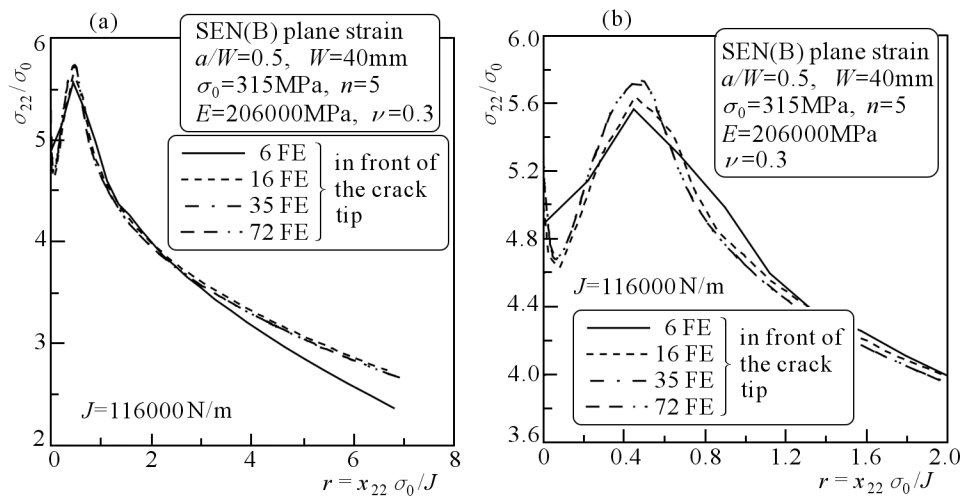 (a)
SEN(B) plane strain
a/W=0.5, W=40mm
σ0=315MPa, n=5
E=206000MPa, ν=0.3
6 FE
16 FE
35 FE
72 FE
in front of
the crack
tip
J=116000N/m
σ22/σ0
6
5
4
3
2
0
2
4
6
8
r = x22 σ0/J
(b)
SEN(B) plane strain
a/W=0.5, W=40mm
σ0=315MPa, n=5
E=206000MPa
ν=0.3
J=116000N/m
6 FE
16 FE
35 FE
72 FE
in front of
the crack
tip
σ22/σ0
6.0
5.6
5.2
4.8
4.4
4.0
3.6
0
0.4
0.8
1.2
1.6
2.0
r = x22 σ0/J